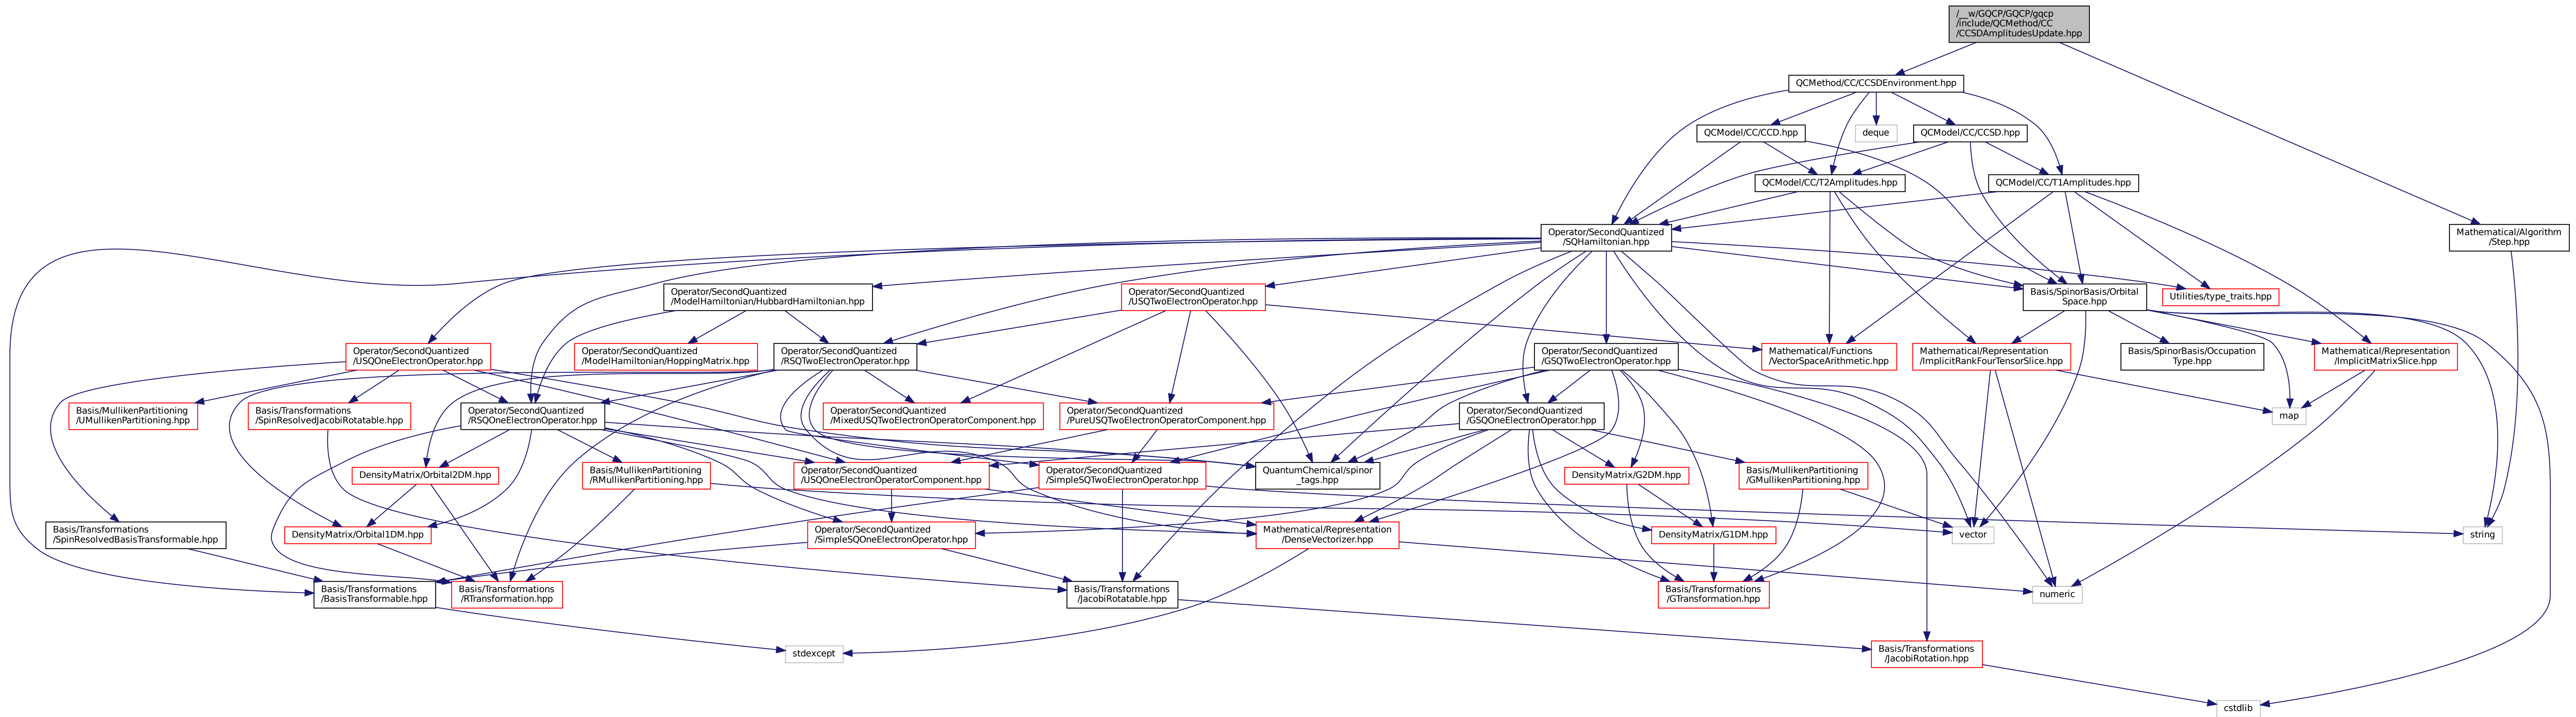 /__w/GQCP/GQCP/gqcp
/include/QCMethod/CC
/CCSDAmplitudesUpdate.hpp
QCMethod/CC/CCSDEnvironment.hpp
QCModel/CC/CCD.hpp
deque
QCModel/CC/CCSD.hpp
QCModel/CC/T2Amplitudes.hpp
QCModel/CC/T1Amplitudes.hpp
Operator/SecondQuantized
/SQHamiltonian.hpp
Mathematical/Algorithm
/Step.hpp
Operator/SecondQuantized
/ModelHamiltonian/HubbardHamiltonian.hpp
Operator/SecondQuantized
/USQTwoElectronOperator.hpp
Basis/SpinorBasis/Orbital
Space.hpp
Utilities/type_traits.hpp
Operator/SecondQuantized
/USQOneElectronOperator.hpp
Operator/SecondQuantized
/ModelHamiltonian/HoppingMatrix.hpp
Operator/SecondQuantized
/RSQTwoElectronOperator.hpp
Mathematical/Functions
/VectorSpaceArithmetic.hpp
Operator/SecondQuantized
/GSQTwoElectronOperator.hpp
Mathematical/Representation
/ImplicitRankFourTensorSlice.hpp
Basis/SpinorBasis/Occupation
Type.hpp
Mathematical/Representation
/ImplicitMatrixSlice.hpp
Basis/MullikenPartitioning
/UMullikenPartitioning.hpp
Basis/Transformations
/SpinResolvedJacobiRotatable.hpp
Operator/SecondQuantized
/RSQOneElectronOperator.hpp
Operator/SecondQuantized
/MixedUSQTwoElectronOperatorComponent.hpp
Operator/SecondQuantized
/PureUSQTwoElectronOperatorComponent.hpp
Operator/SecondQuantized
/GSQOneElectronOperator.hpp
map
DensityMatrix/Orbital2DM.hpp
Basis/MullikenPartitioning
/RMullikenPartitioning.hpp
Operator/SecondQuantized
/USQOneElectronOperatorComponent.hpp
Operator/SecondQuantized
/SimpleSQTwoElectronOperator.hpp
QuantumChemical/spinor
_tags.hpp
DensityMatrix/G2DM.hpp
Basis/MullikenPartitioning
/GMullikenPartitioning.hpp
Basis/Transformations
/SpinResolvedBasisTransformable.hpp
DensityMatrix/Orbital1DM.hpp
Operator/SecondQuantized
/SimpleSQOneElectronOperator.hpp
Mathematical/Representation
/DenseVectorizer.hpp
DensityMatrix/G1DM.hpp
vector
string
Basis/Transformations
/BasisTransformable.hpp
Basis/Transformations
/RTransformation.hpp
Basis/Transformations
/JacobiRotatable.hpp
Basis/Transformations
/GTransformation.hpp
numeric
stdexcept
Basis/Transformations
/JacobiRotation.hpp
cstdlib